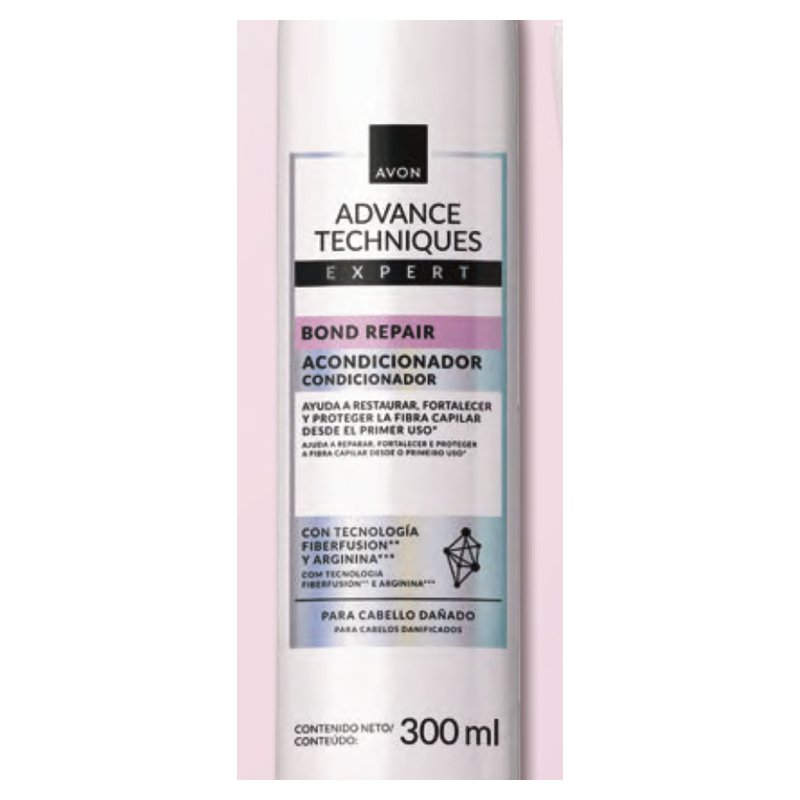 AVON
ADVANCE
TECHNIQUES
EXPERT
BOND REPAIR
ACONDICIONADOR
CONDICIONADOR
AYUDA A RESTAURAR, FORTALECER
Y PROTEGER LA FIBRA CAPILAR
DESDE EL PRIMER USO*
AJUDA A REPARAR, FORTALECER E PROTEGER
A FIBRA CAPILAR DESDE O PRIMEIRO USO*
CON TECNOLOGÍA
FIBERFUSION**
Y ARGININA***
COM TECNOLOGIA
FIBERFUSION** E ARGININA***
PARA CABELLO DAÑADO
PARA CABELOS DANIFICADOS
CONTENIDO NETO/
CONTEÚDO:
300 ml